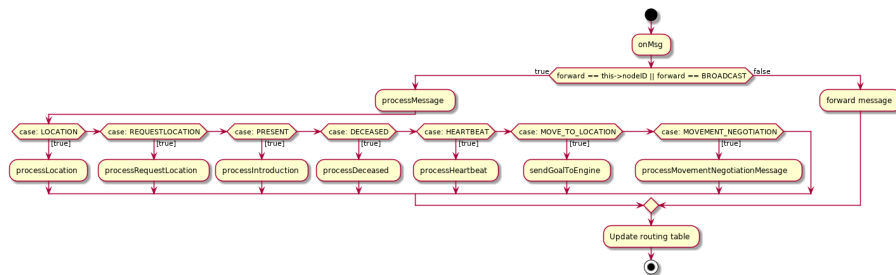 onMsg
true
forward == this->nodeID || forward == BROADCAST
false
processMessage
forward message
case: LOCATION
case: REQUESTLOCATION
case: PRESENT
case: DECEASED
case: HEARTBEAT
case: MOVE_TO_LOCATION
case: MOVEMENT_NEGOTIATION
[true]
[true]
[true]
[true]
[true]
[true]
[true]
processLocation
processRequestLocation
processIntroduction
processDeceased
processHeartbeat
sendGoalToEngine
processMovementNegotiationMessage
Update routing table